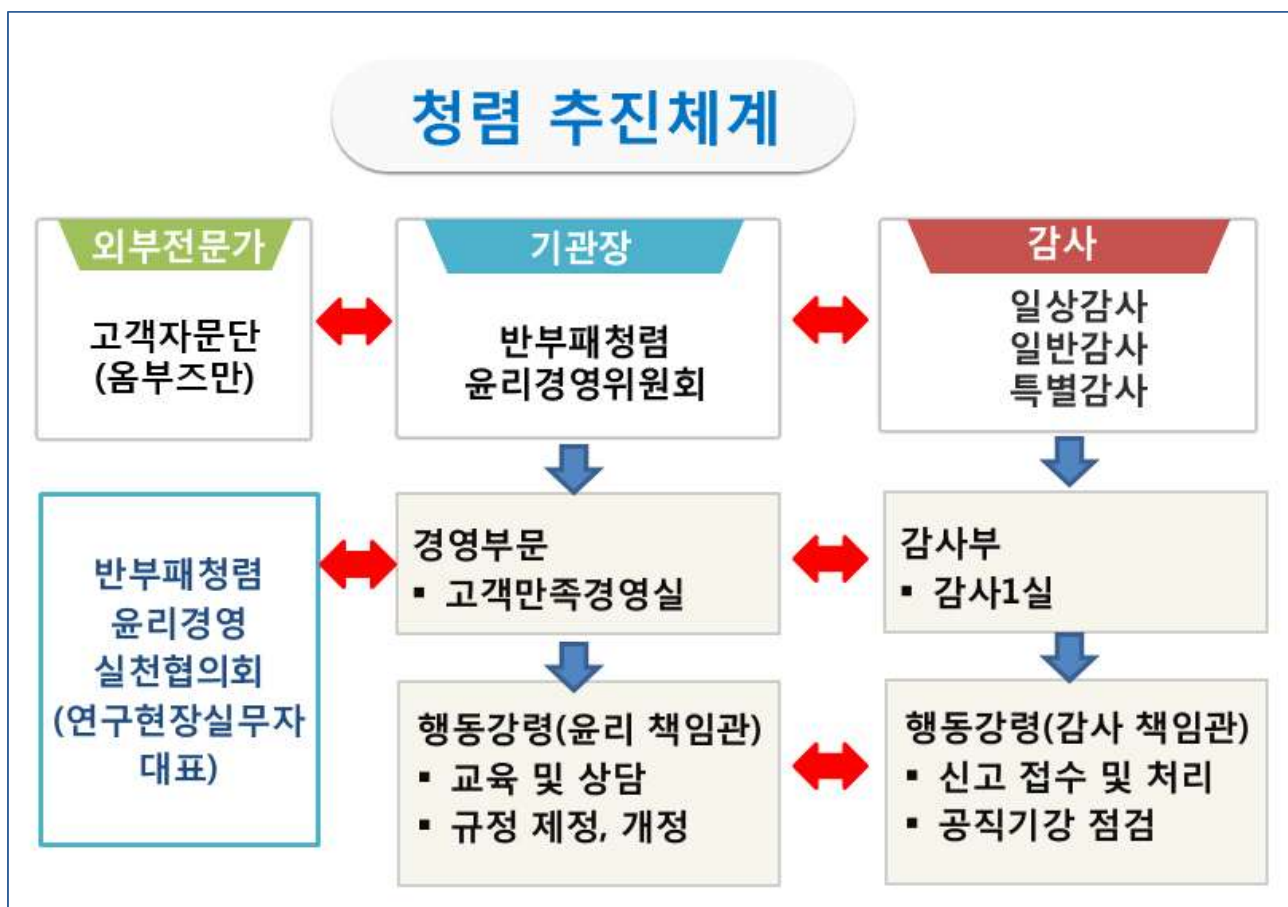 청렴 추진체계
외부전문가
고객자문단
(옴부즈만)
기관장
반부패청렴
윤리경영위원회
감사
일상감사
일반감사
특별감사
반부패청렴
윤리경영
실천협의회
(연구현장실무자
대표)
경영부문
▪ 고객만족경영실
감사부
▪ 감사1실
행동강령(윤리 책임관)
▪ 교육 및 상담
▪ 규정 제정, 개정
행동강령(감사 책임관)
▪ 신고 접수 및 처리
▪ 공직기강 점검